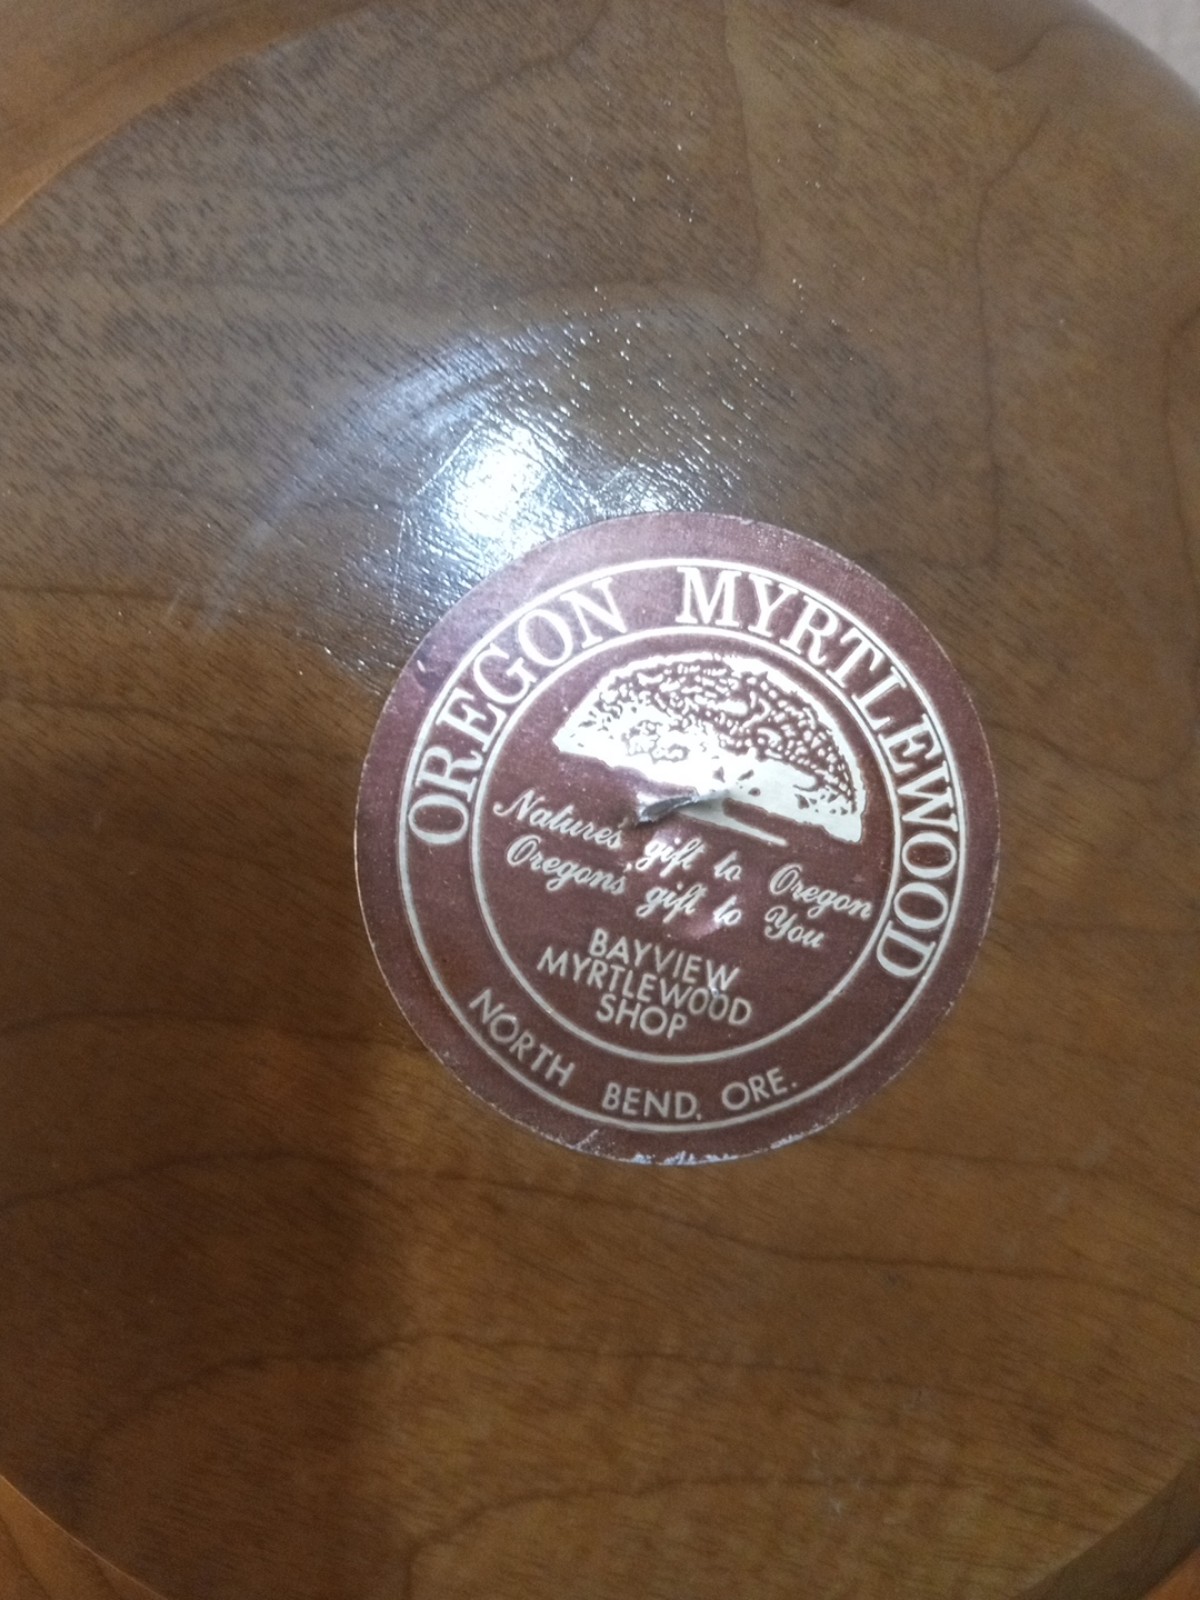 OREGON MYRTLEWOOD
Natures' gift to Oregon
Oregons' gift to You
BAYVIEW
MYRTLEWOOD
SHOP
NORTH BEND, ORE.